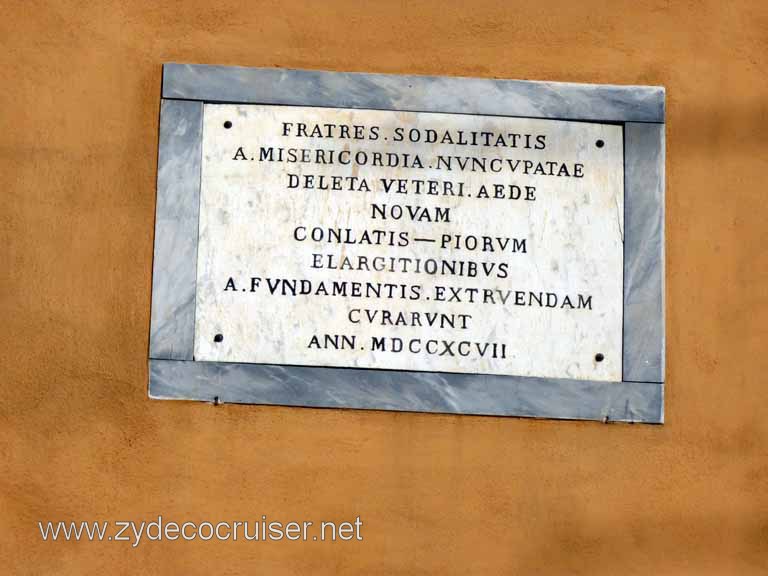 FRATRES.SODALITATIS
A.MISERICORDIA.NVNCVPATAE
DELETA VETERI.AEDE
NOVAM
CONLATIS—PIORVM
ELARGITIONIBVS
A.FVNDAMENTIS.EXTRVENDAM
CVRARVNT
ANN.MDCCXCVII
www.zydecocruiser.net